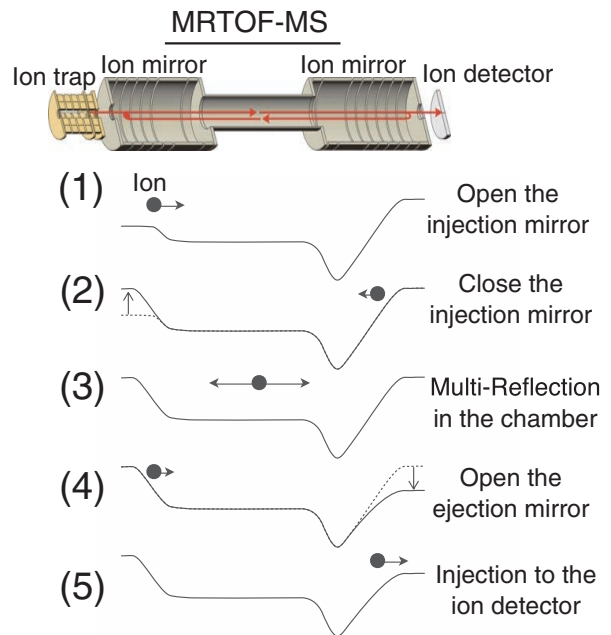 MRTOF-MS
Ion trap
Ion mirror
Ion mirror
Ion detector
(1)
Ion
Open the
injection mirror
(2)
Close the
injection mirror
(3)
Multi-Reflection
in the chamber
(4)
Open the
ejection mirror
(5)
Injection to the
ion detector